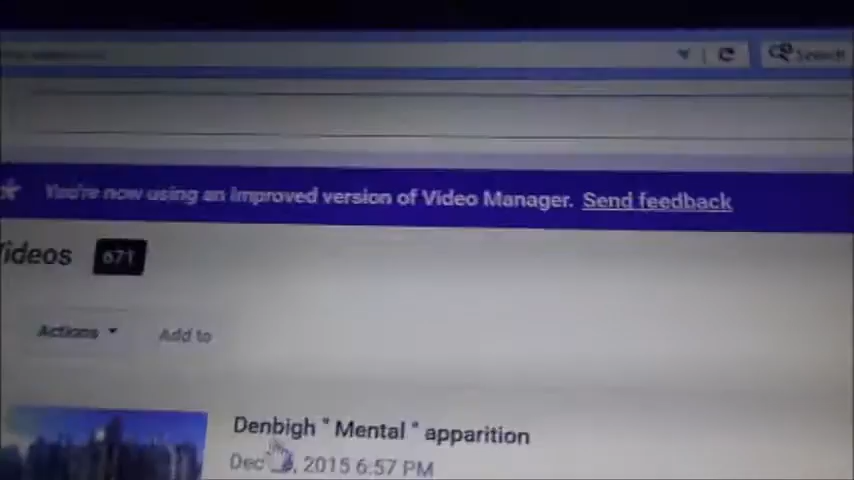 Search
You're now using an improved version of Video Manager. Send feedback
Videos 671
Actions Add to
Denbigh " Mental " apparition
Dec , 2015 6:57 PM